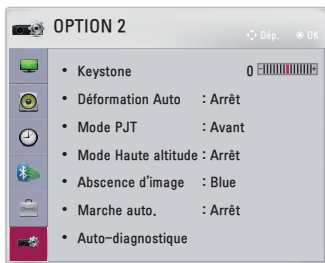 OPTION 2
Dép. OK
• Keystone 0
• Déformation Auto : Arrêt
• Mode PJT : Avant
• Mode Haute altitude : Arrêt
• Abscence d'image : Blue
• Marche auto. : Arrêt
• Auto-diagnostique